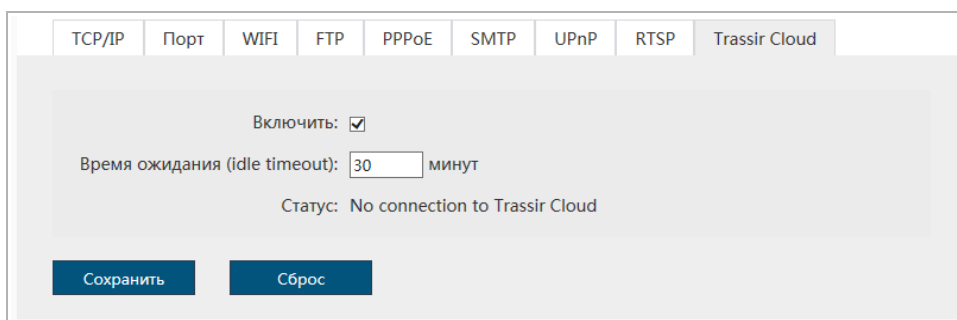 TCP/IP Порт WIFI FTP PPPoE SMTP UPnP RTSP Trassir Cloud
Включить:
Время ожидания (idle timeout): 30 минут
Статус: No connection to Trassir Cloud
Сохранить Сброс